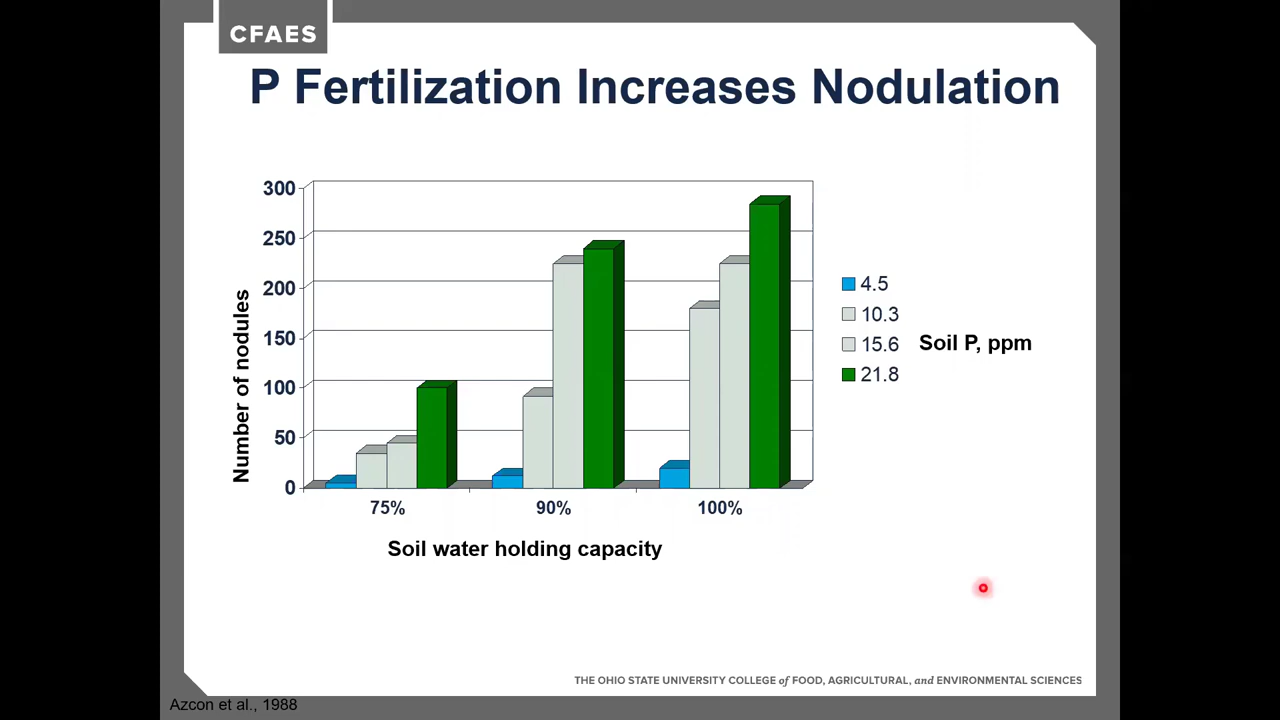 CFAES
P Fertilization Increases Nodulation
300
250
200
150
100
50
0
Number of nodules
75%
90%
100%
Soil water holding capacity
4.5
10.3
15.6
21.8
Soil P, ppm
THE OHIO STATE UNIVERSITY COLLEGE of FOOD, AGRICULTURAL, and ENVIRONMENTAL SCIENCES
Azcon et al., 1988